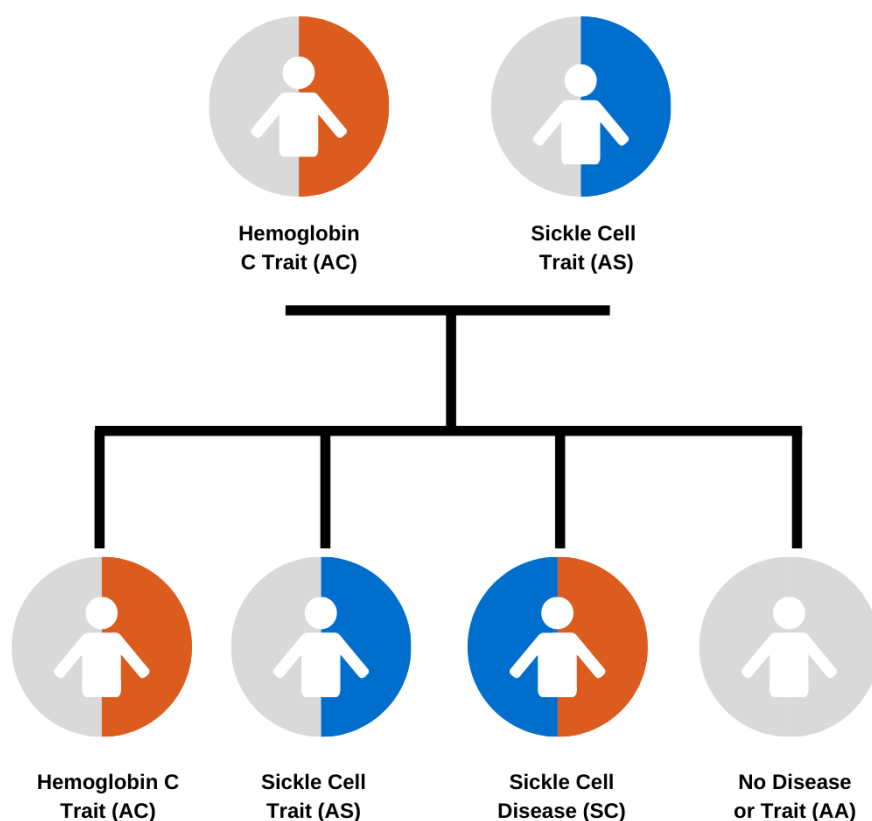 Hemoglobin
C Trait (AC)
Sickle Cell
Trait (AS)
Hemoglobin C
Trait (AC)
Sickle Cell
Trait (AS)
Sickle Cell
Disease (SC)
No Disease
or Trait (AA)